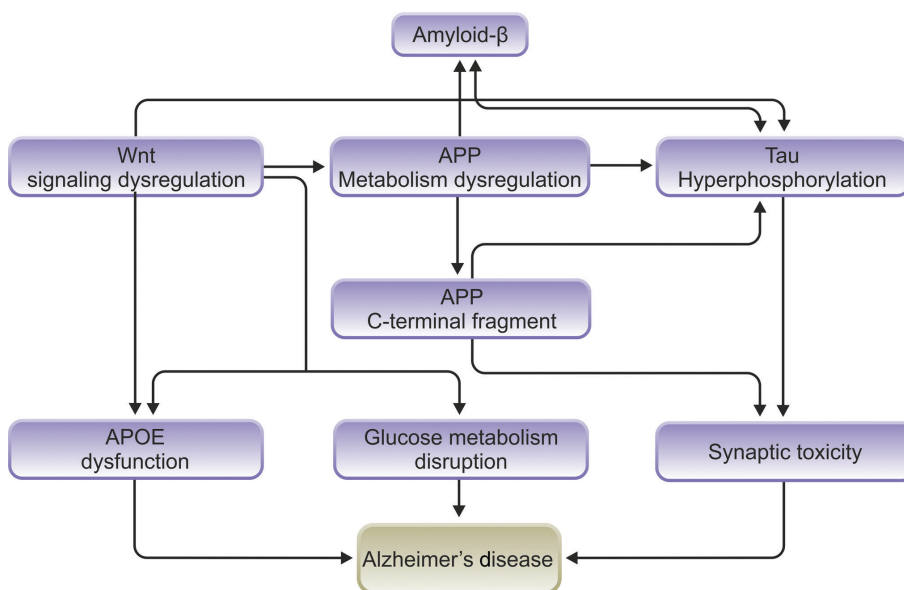 Amyloid-β
Wnt
signaling dysregulation
APP
Metabolism dysregulation
Tau
Hyperphosphorylation
APP
C-terminal fragment
APOE
dysfunction
Glucose metabolism
disruption
Synaptic toxicity
Alzheimer’s disease